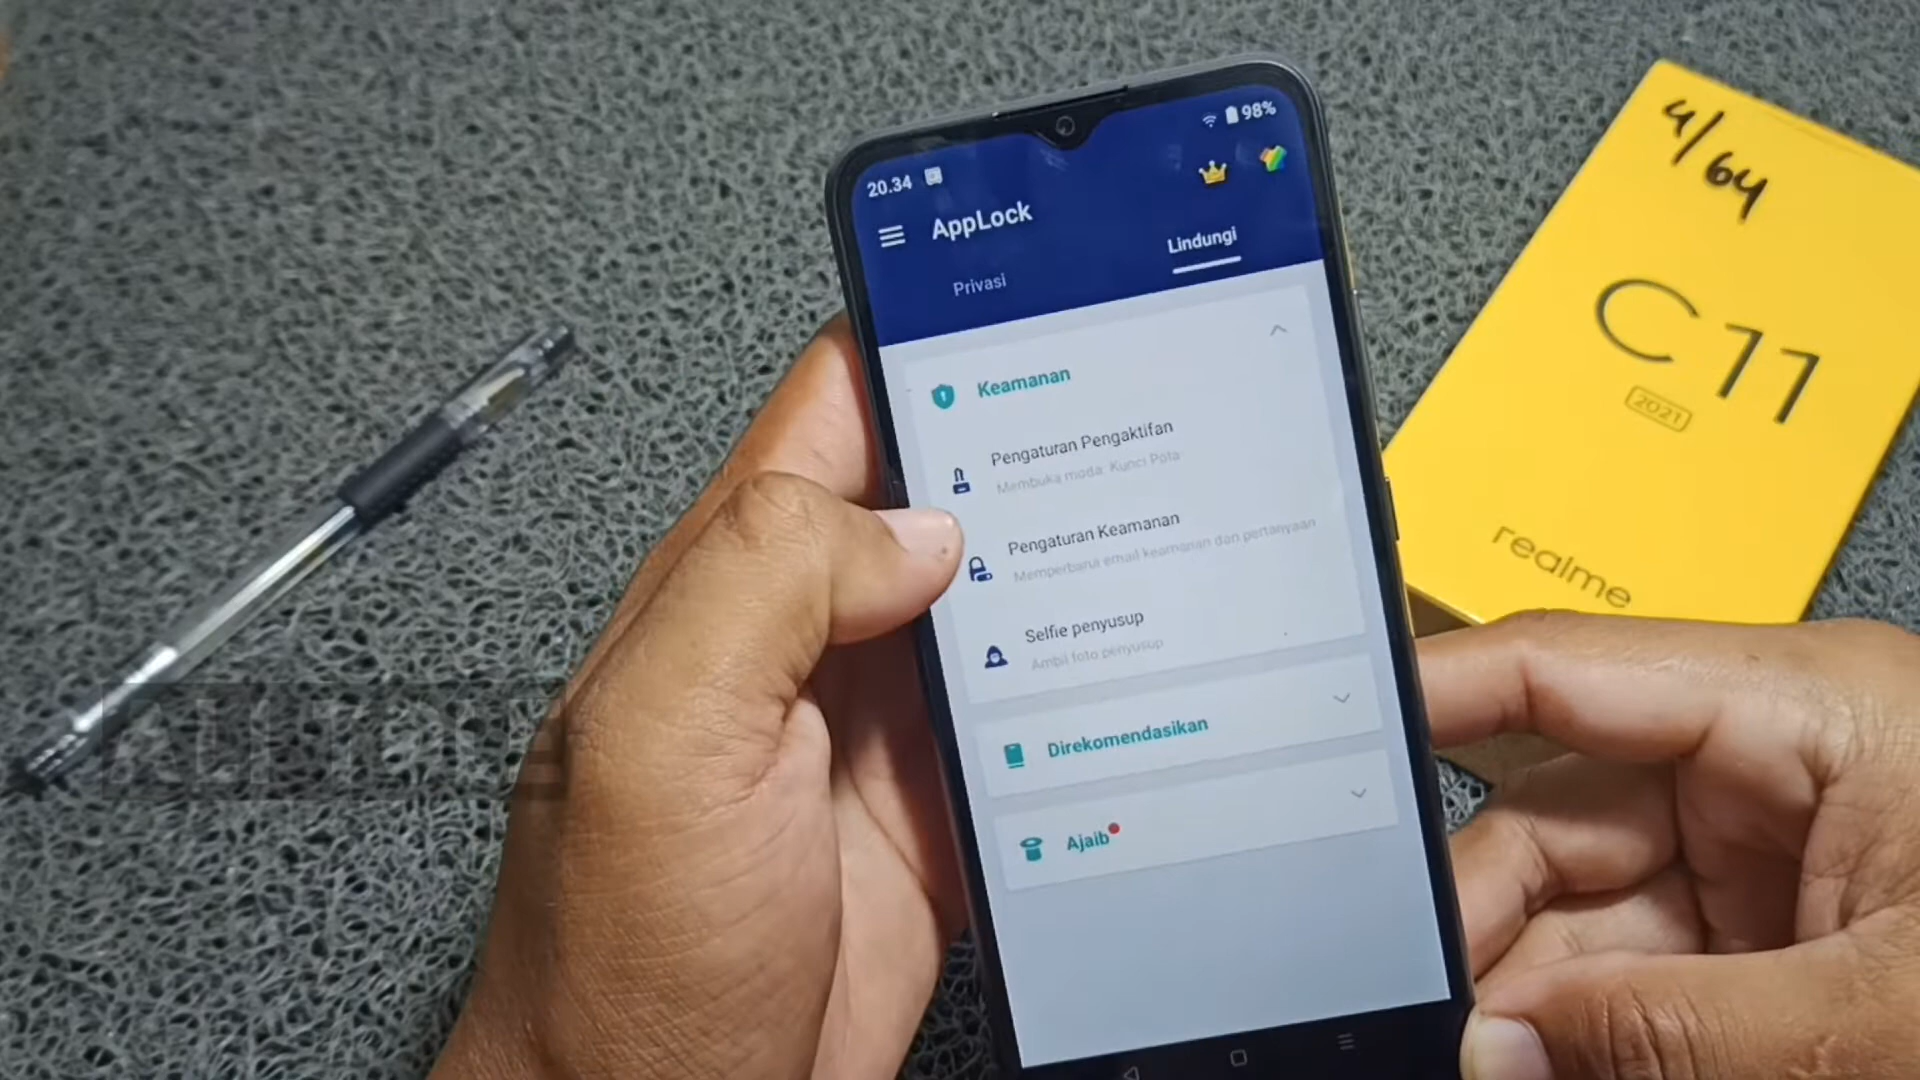 20.34
98%
AppLock
Privasi
Lindungi
Keamanan
Pengaturan Pengaktifan
Membuka moda: Kunci Pola
Pengaturan Keamanan
Memperbarui email keamanan dan pertanyaan
Selfie penyusup
Ambil foto penyusup
Direkomendasikan
Ajaib
4/64
C11
2021
realme